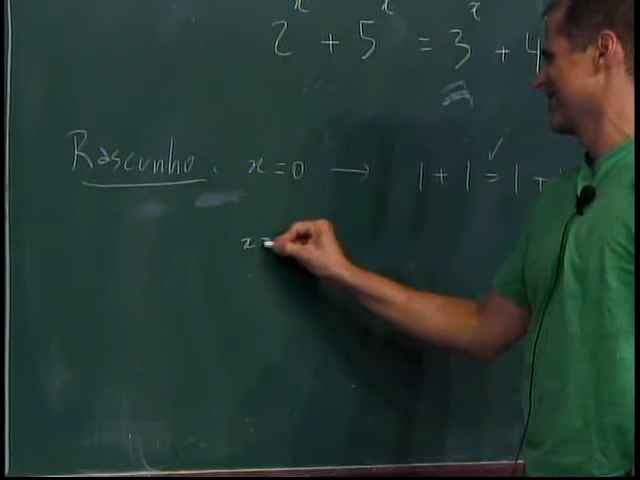 2^x + 5^x = 3^x + 4
Rascunho. x = 0 → 1 + 1 = 1 + ✓
x =